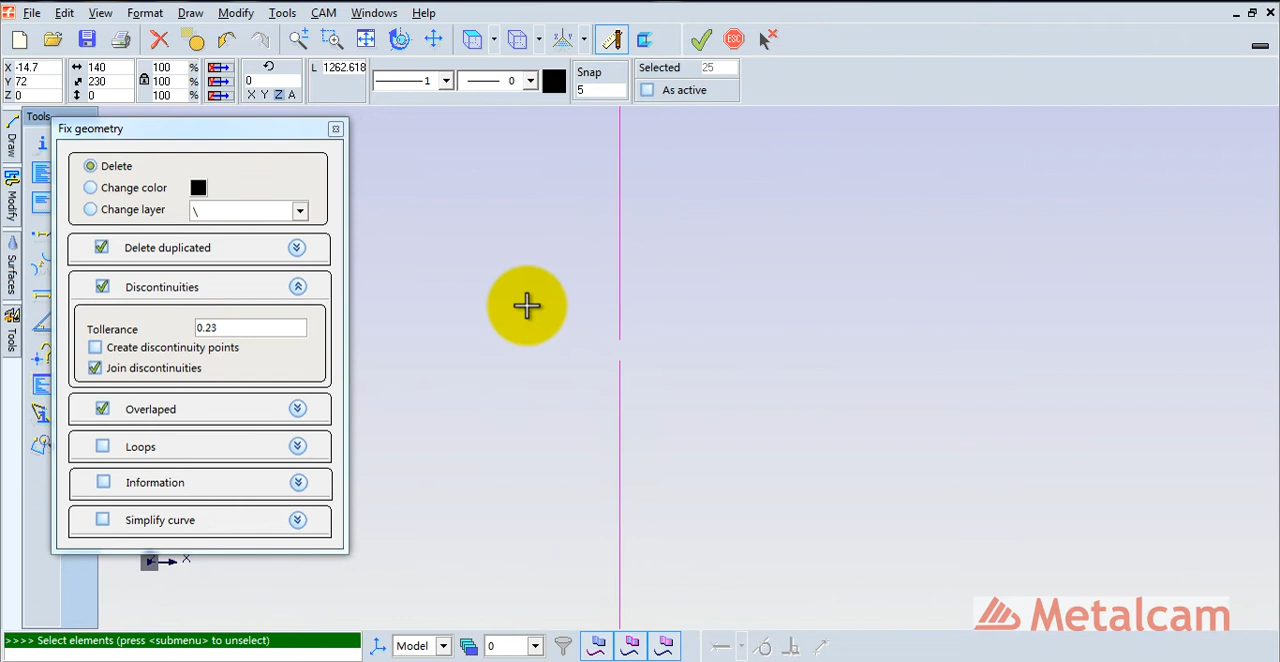 File Edit View Format Draw Modify Tools CAM Windows Help
X -14.7 140 100 % 0 L 1262.618 1 0 Snap Selected 25
Y 72 230 100 % 5 As active
Z 0 0 100 % X Y Z A
Tools
Draw
Modify
Surfaces
Tools
Fix geometry
Delete
Change color
Change layer \
Delete duplicated
Discontinuities
Tollerance 0.23
Create discontinuity points
Join discontinuities
Overlaped
Loops
Information
Simplify curve
X
Metalcam
>>>> Select elements (press <submenu> to unselect) Model 0
ESC